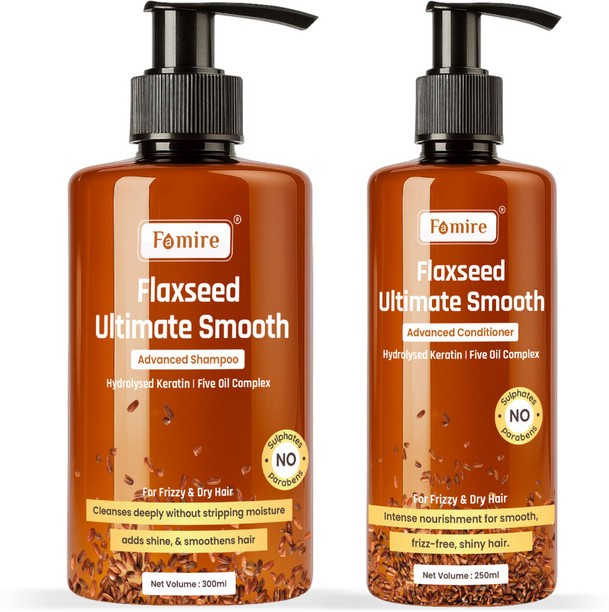 Famire
®
Flaxseed
Ultimate Smooth
Advanced Shampoo
Hydrolysed Keratin | Five Oil Complex
Sulphates
NO
parabens
For Frizzy & Dry Hair
Cleanses deeply without stripping moisture
adds shine, & smoothens hair
Net Volume : 300ml
Famire
®
Flaxseed
Ultimate Smooth
Advanced Conditioner
Hydrolysed Keratin | Five Oil Complex
Sulphates
NO
parabens
For Frizzy & Dry Hair
Intense nourishment for smooth,
frizz-free, shiny hair.
Net Volume : 250ml